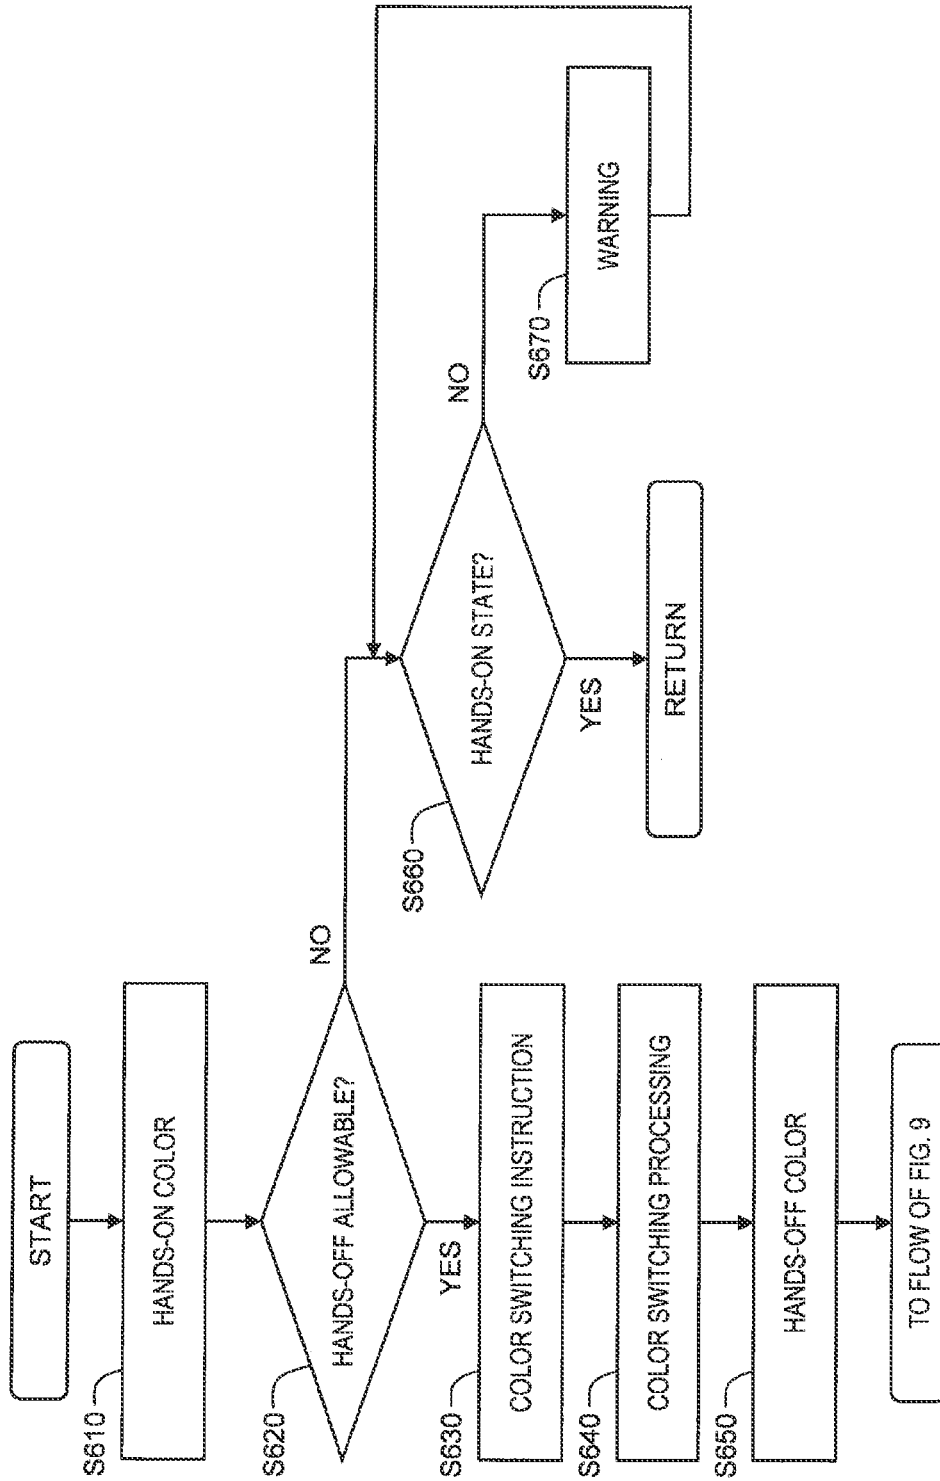 START
S610
HANDS-ON COLOR
S620
HANDS-OFF ALLOWABLE?
NO
YES
S630
COLOR SWITCHING INSTRUCTION
S640
COLOR SWITCHING PROCESSING
S650
HANDS-OFF COLOR
TO FLOW OF FIG. 9
S660
HANDS-ON STATE?
NO
YES
RETURN
S670
WARNING